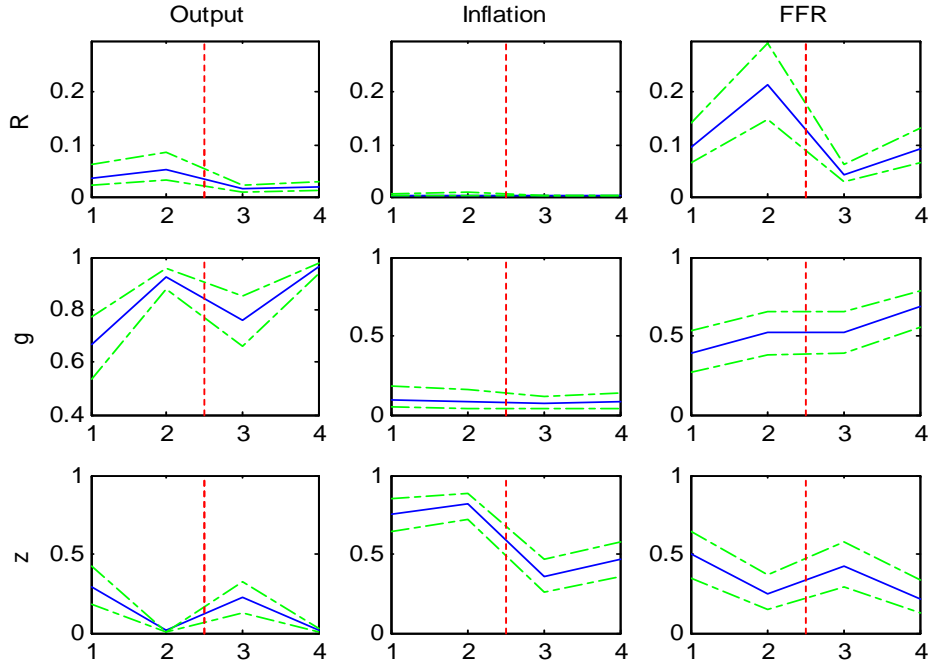 Output Inflation FFR
R
0.2 0.2 0.2
0.1 0.1 0.1
0 0 0
1 2 3 4 1 2 3 4 1 2 3 4
g
1 1 1
0.8
0.6 0.5 0.5
0.4 0 0
1 2 3 4 1 2 3 4 1 2 3 4
z
1 1 1
0.5 0.5 0.5
0 0 0
1 2 3 4 1 2 3 4 1 2 3 4